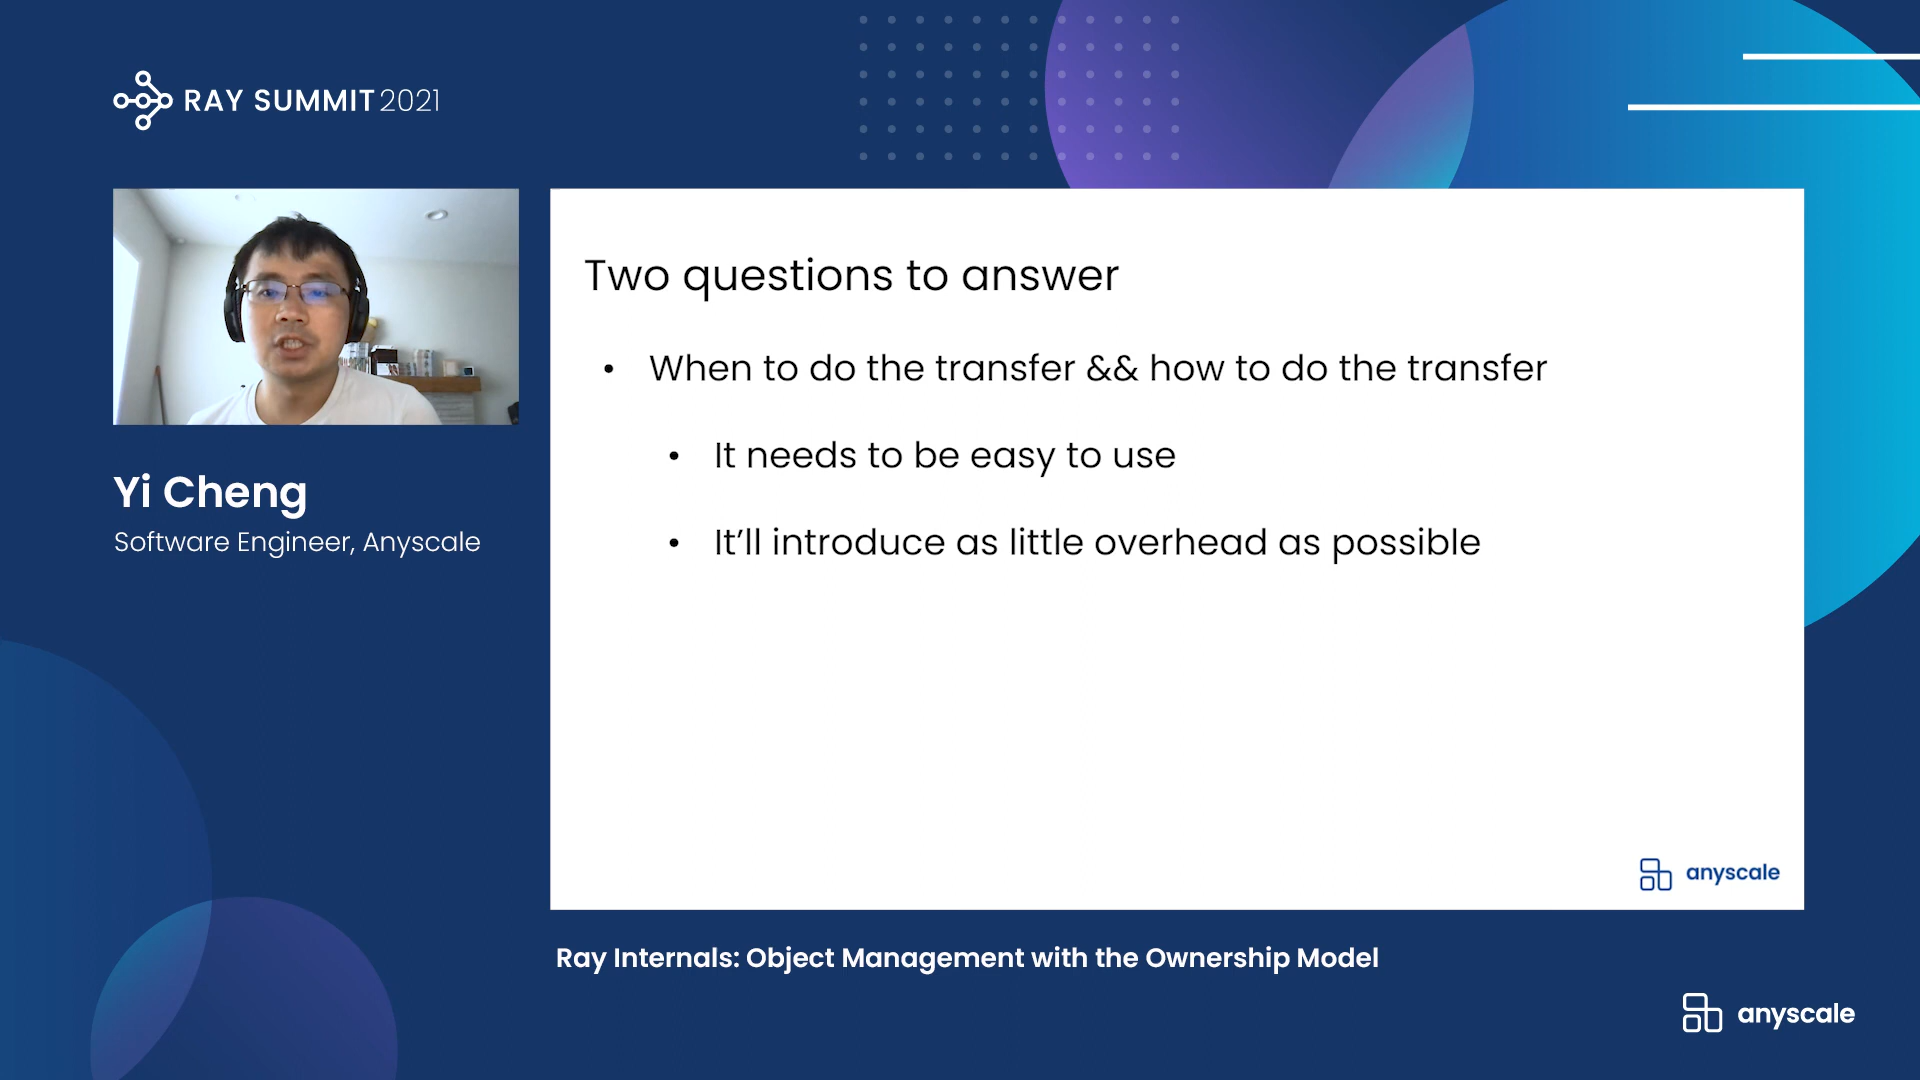 RAY SUMMIT 2021
Yi Cheng
Software Engineer, Anyscale
Two questions to answer
• When to do the transfer && how to do the transfer
• It needs to be easy to use
• It’ll introduce as little overhead as possible
anyscale
Ray Internals: Object Management with the Ownership Model
anyscale